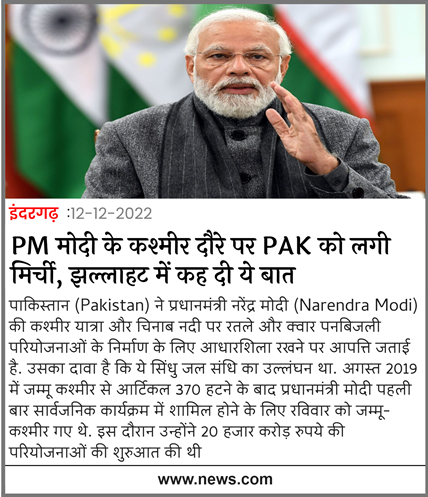 इंदरगढ़ :12-12-2022
PM मोदी के कश्मीर दौरे पर PAK को लगी
मिर्ची, झल्लाहट में कह दी ये बात
पाकिस्तान (Pakistan) ने प्रधानमंत्री नरेंद्र मोदी (Narendra Modi)
की कश्मीर यात्रा और चिनाब नदी पर रतले और क्वार पनबिजली
परियोजनाओं के निर्माण के लिए आधारशिला रखने पर आपत्ति जताई
है. उसका दावा है कि ये सिंधु जल संधि का उल्लंघन था. अगस्त 2019
में जम्मू कश्मीर से आर्टिकल 370 हटने के बाद प्रधानमंत्री मोदी पहली
बार सार्वजनिक कार्यक्रम में शामिल होने के लिए रविवार को जम्मू-
कश्मीर गए थे. इस दौरान उन्होंने 20 हजार करोड़ रुपये की
परियोजनाओं की शुरुआत की थी
www.news.com